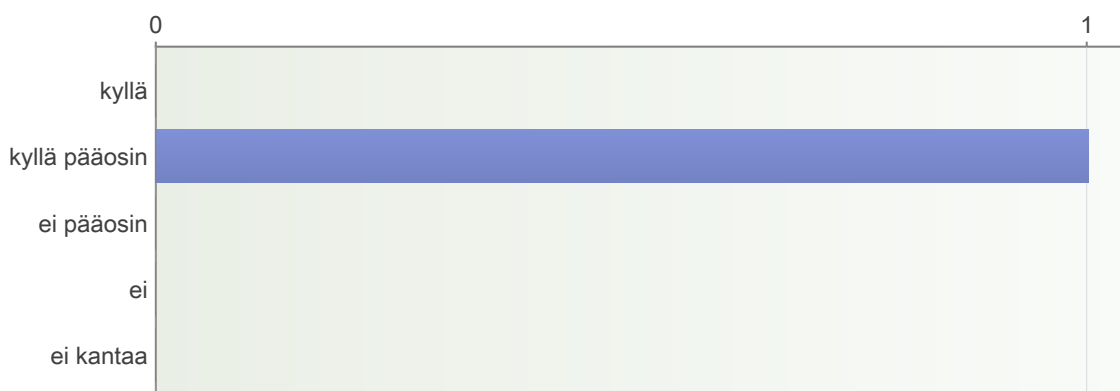 0 1
kyllä
kyllä pääosin
ei pääosin
ei
ei kantaa